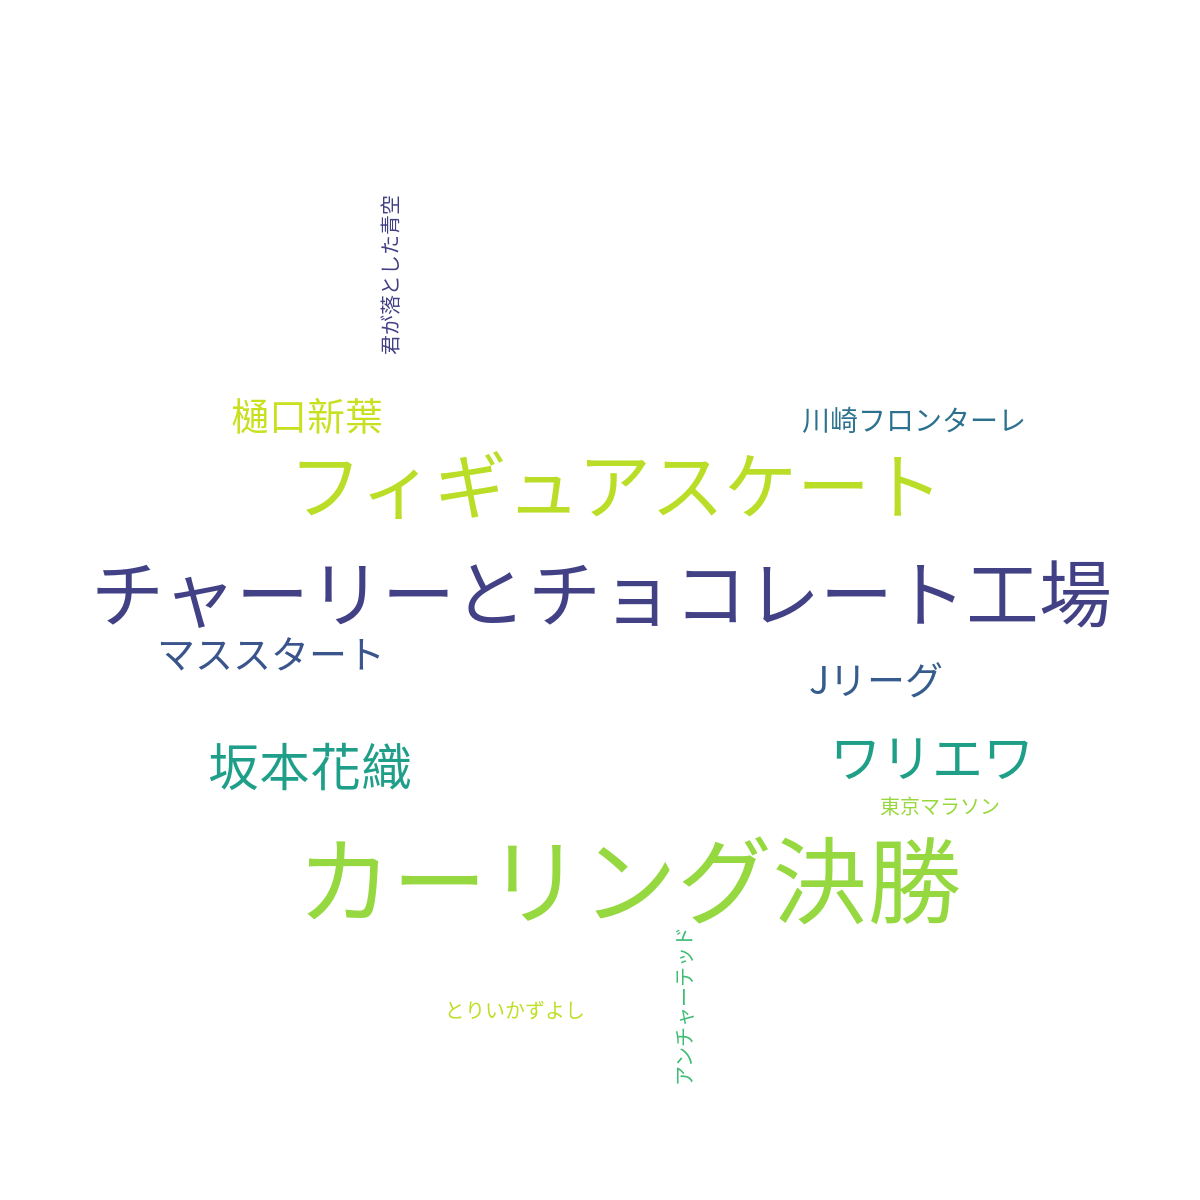 君が落とした青空
樋口新葉
川崎フロンターレ
フィギュアスケート
チャーリーとチョコレート工場
マススタート
Jリーグ
坂本花織
ワリエワ
東京マラソン
カーリング決勝
アンチャーテッド
とりいかずよし